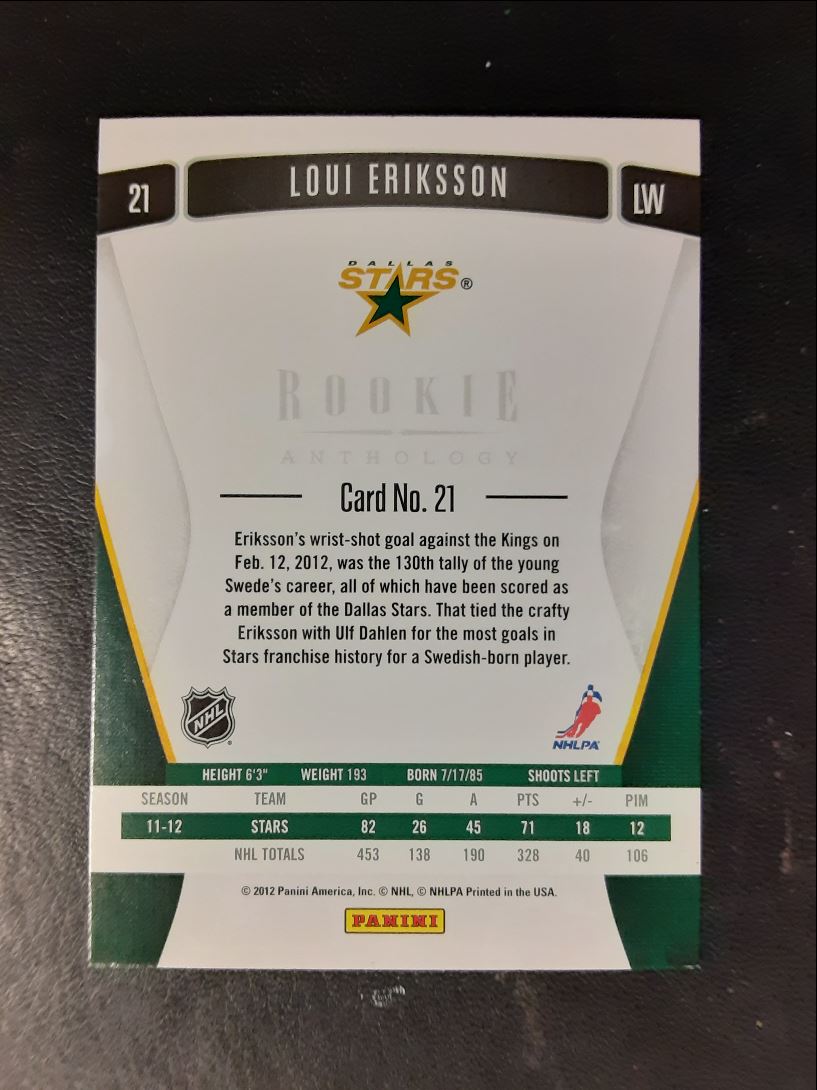 21 LOUI ERIKSSON LW
DALLAS
STARS®
ROOKIE
ANTHOLOGY
Card No. 21
Eriksson's wrist-shot goal against the Kings on
Feb. 12, 2012, was the 130th tally of the young
Swede's career, all of which have been scored as
a member of the Dallas Stars. That tied the crafty
Eriksson with Ulf Dahlen for the most goals in
Stars franchise history for a Swedish-born player.
NHL ® NHLPA
HEIGHT 6'3" WEIGHT 193 BORN 7/17/85 SHOOTS LEFT
SEASON TEAM GP G A PTS +/- PIM
11-12 STARS 82 26 45 71 18 12
NHL TOTALS 453 138 190 328 40 106
© 2012 Panini America, Inc. © NHL, © NHLPA Printed in the USA.
PANINI